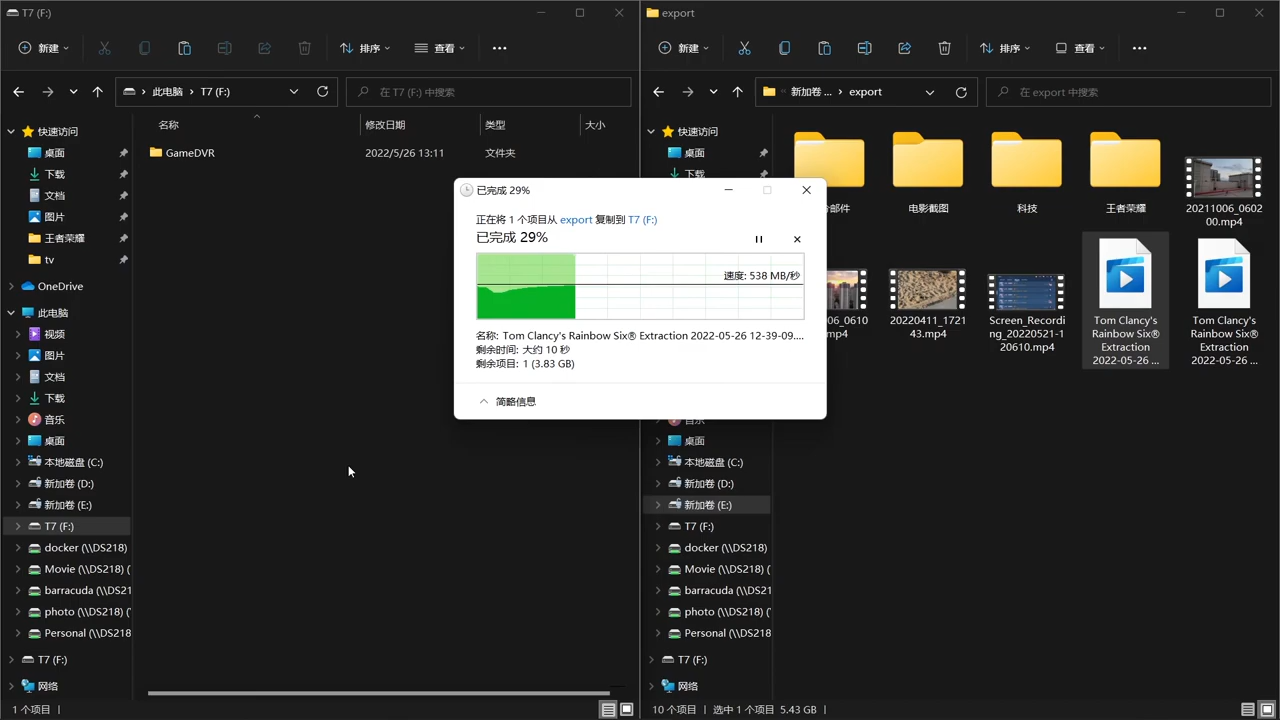 T7 (F:)
新建
排序
查看
此电脑
T7 (F:)
在 T7 (F:) 中搜索
快速访问
桌面
下载
文档
图片
王者荣耀
tv
OneDrive
此电脑
视频
图片
文档
下载
音乐
桌面
本地磁盘 (C:)
新加卷 (D:)
新加卷 (E:)
T7 (F:)
docker (\\DS218)
Movie (\\DS218) (
barracuda (\\DS21
photo (\\DS218) ('
Personal (\\DS218
T7 (F:)
网络
名称
修改日期
类型
大小
GameDVR
2022/5/26 13:11
文件夹
1 个项目
已完成 29%
正在将 1 个项目从 export 复制到 T7 (F:)
已完成 29%
速度: 538 MB/秒
名称: Tom Clancy's Rainbow Six® Extraction 2022-05-26 12-39-09....
剩余时间: 大约 10 秒
剩余项目: 1 (3.83 GB)
简略信息
export
新建
排序
查看
新加卷 ...
export
在 export 中搜索
快速访问
桌面
下载
音乐
桌面
本地磁盘 (C:)
新加卷 (D:)
新加卷 (E:)
T7 (F:)
docker (\\DS218)
Movie (\\DS218) (
barracuda (\\DS21
photo (\\DS218) ('
Personal (\\DS218
T7 (F:)
网络
部件
电影截图
科技
王者荣耀
20211006_0602
00.mp4
06_0610
mp4
20220411_1721
43.mp4
Screen_Recordi
ng_20220521-1
20610.mp4
Tom Clancy's
Rainbow Six®
Extraction
2022-05-26 ...
Tom Clancy's
Rainbow Six®
Extraction
2022-05-26 ...
10 个项目
选中 1 个项目 5.43 GB